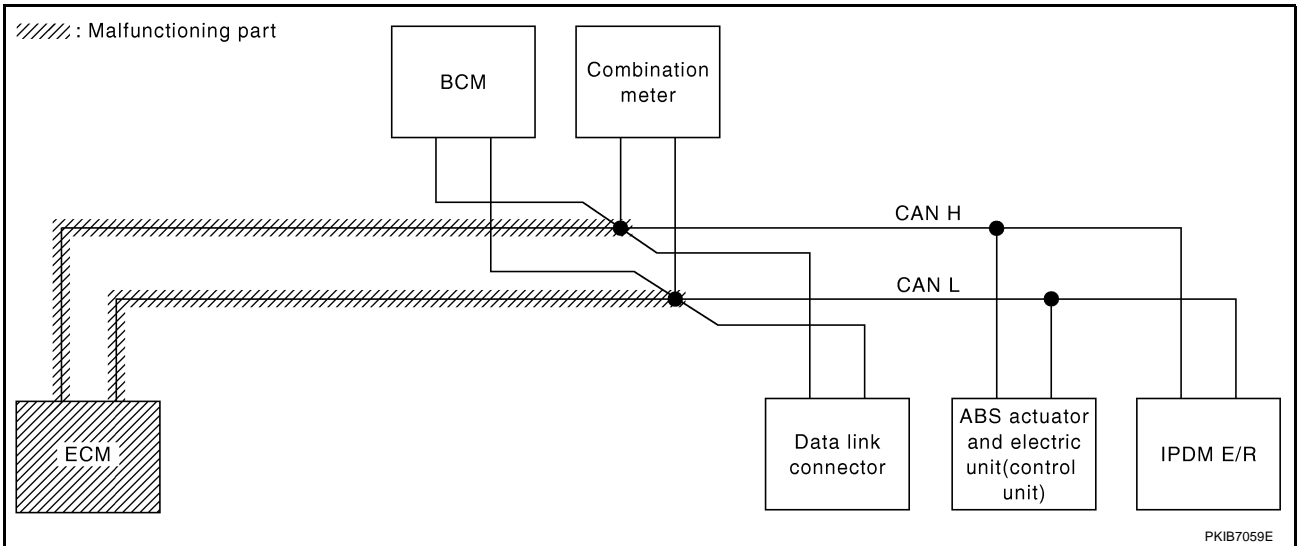 : Malfunctioning part
BCM
Combination
meter
CAN H
CAN L
ECM
Data link
connector
ABS actuator
and electric
unit(control
unit)
IPDM E/R
PKIB7059E